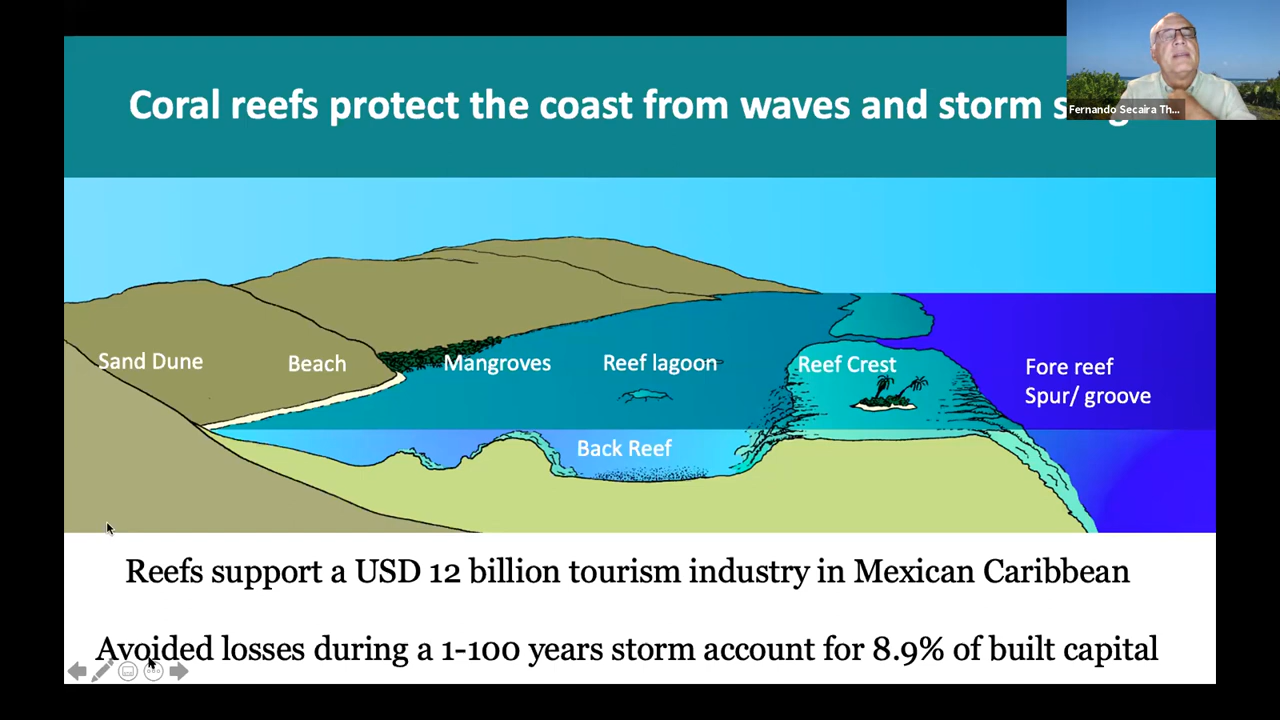 Coral reefs protect the coast from waves and storm
Fernando Secaira Th...
Sand Dune
Beach
Mangroves
Reef lagoon
Reef Crest
Fore reef
Spur/ groove
Back Reef
Reefs support a USD 12 billion tourism industry in Mexican Caribbean
Avoided losses during a 1-100 years storm account for 8.9% of built capital